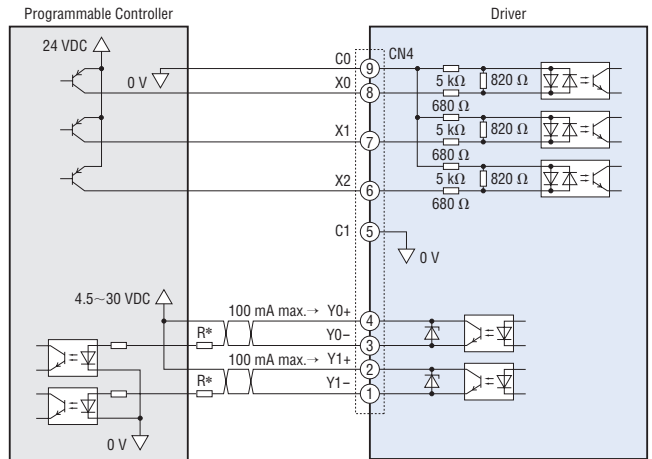 Programmable Controller
Driver
24 VDC
0 V
C0
9
CN4
5 kΩ
820 Ω
X0
8
680 Ω
5 kΩ
820 Ω
X1
7
680 Ω
5 kΩ
820 Ω
X2
6
680 Ω
C1
5
0 V
4.5~30 VDC
100 mA max.→
Y0+
4
R*
Y0−
3
100 mA max.→
Y1+
2
R*
Y1−
1
0 V